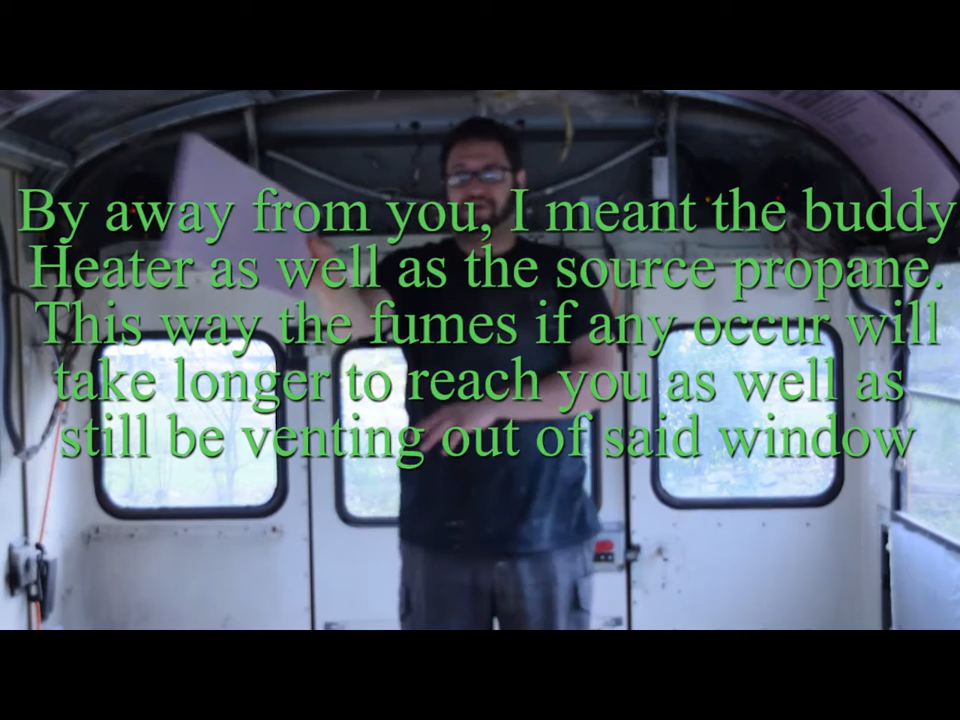 By away from you, I meant the buddy
Heater as well as the source propane.
This way the fumes if any occur will
take longer to reach you as well as
still be venting out of said window